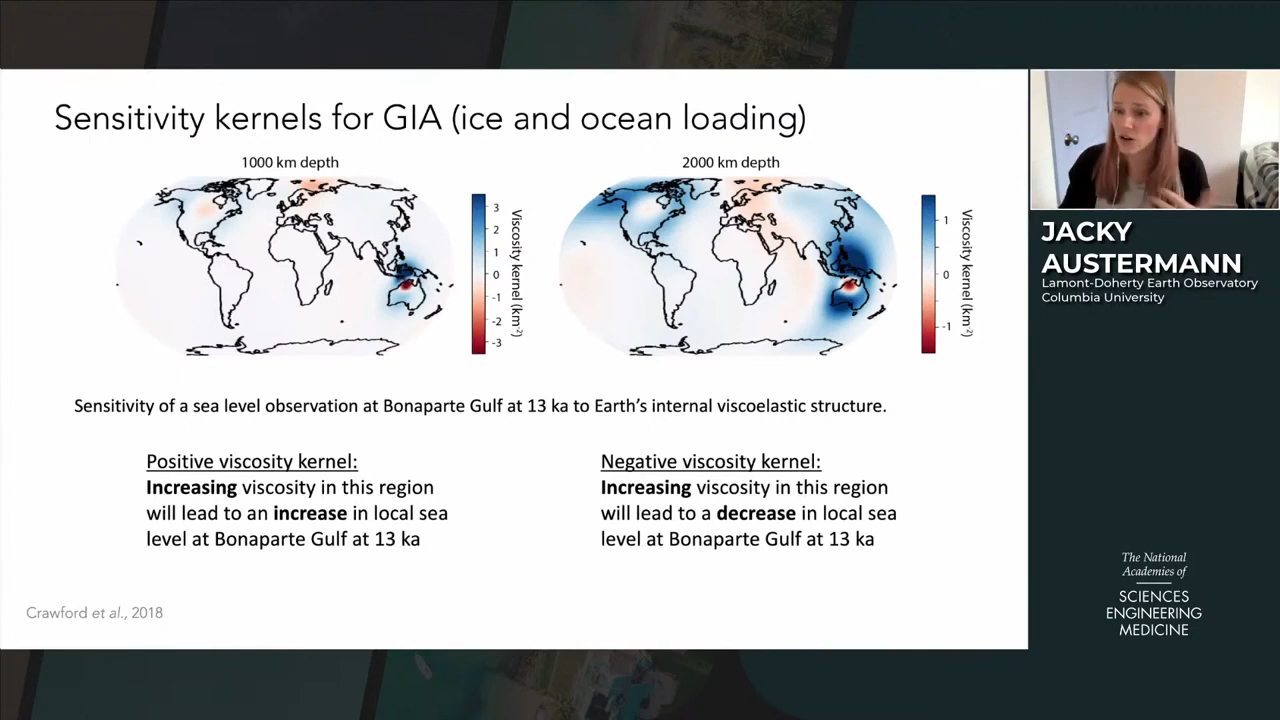 Sensitivity kernels for GIA (ice and ocean loading)
1000 km depth
3
2
1
0
-1
-2
-3
Viscosity kernel (km-2)
2000 km depth
1
0
-1
Viscosity kernel (km-2)
Sensitivity of a sea level observation at Bonaparte Gulf at 13 ka to Earth's internal viscoelastic structure.
Positive viscosity kernel:
Increasing viscosity in this region
will lead to an increase in local sea
level at Bonaparte Gulf at 13 ka
Negative viscosity kernel:
Increasing viscosity in this region
will lead to a decrease in local sea
level at Bonaparte Gulf at 13 ka
Crawford et al., 2018
JACKY
AUSTERMANN
Lamont-Doherty Earth Observatory
Columbia University
The National
Academies of
SCIENCES
ENGINEERING
MEDICINE